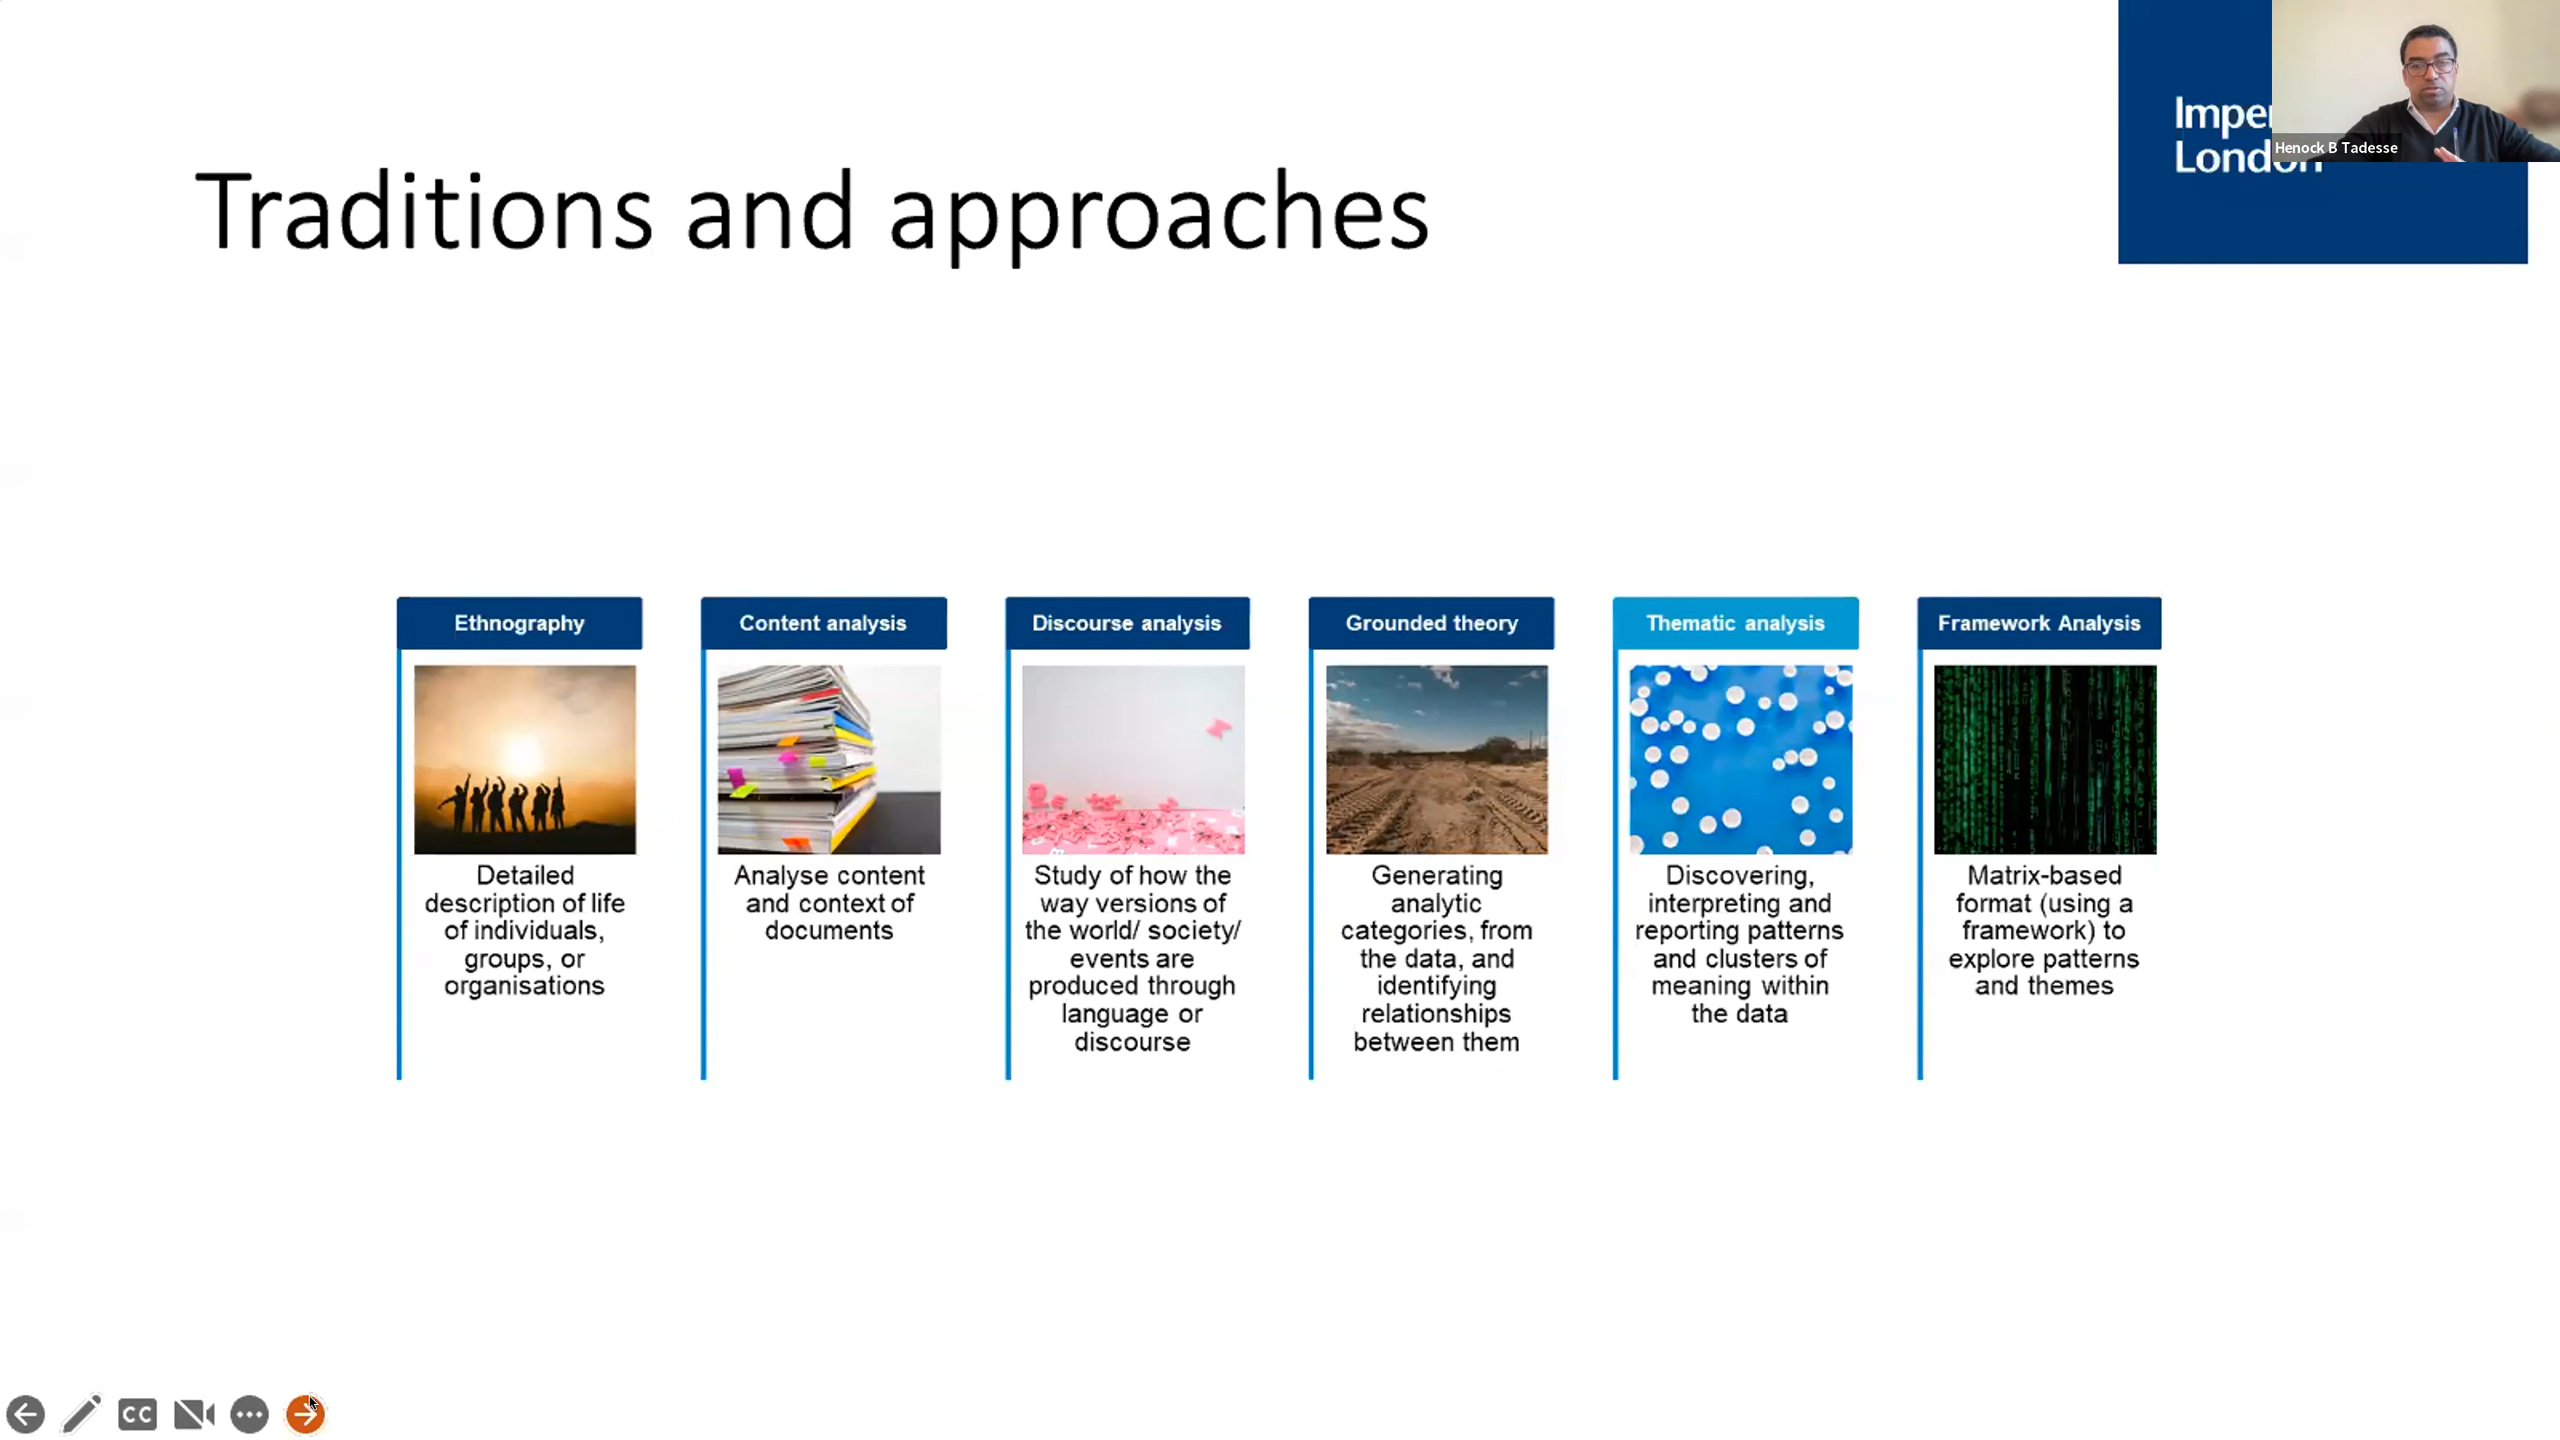 Imper
London
Henock B Tadesse
Traditions and approaches
Ethnography
Detailed
description of life
of individuals,
groups, or
organisations
Content analysis
Analyse content
and context of
documents
Discourse analysis
Study of how the
way versions of
the world/ society/
events are
produced through
language or
discourse
Grounded theory
Generating
analytic
categories, from
the data, and
identifying
relationships
between them
Thematic analysis
Discovering,
interpreting and
reporting patterns
and clusters of
meaning within
the data
Framework Analysis
Matrix-based
format (using a
framework) to
explore patterns
and themes
CC